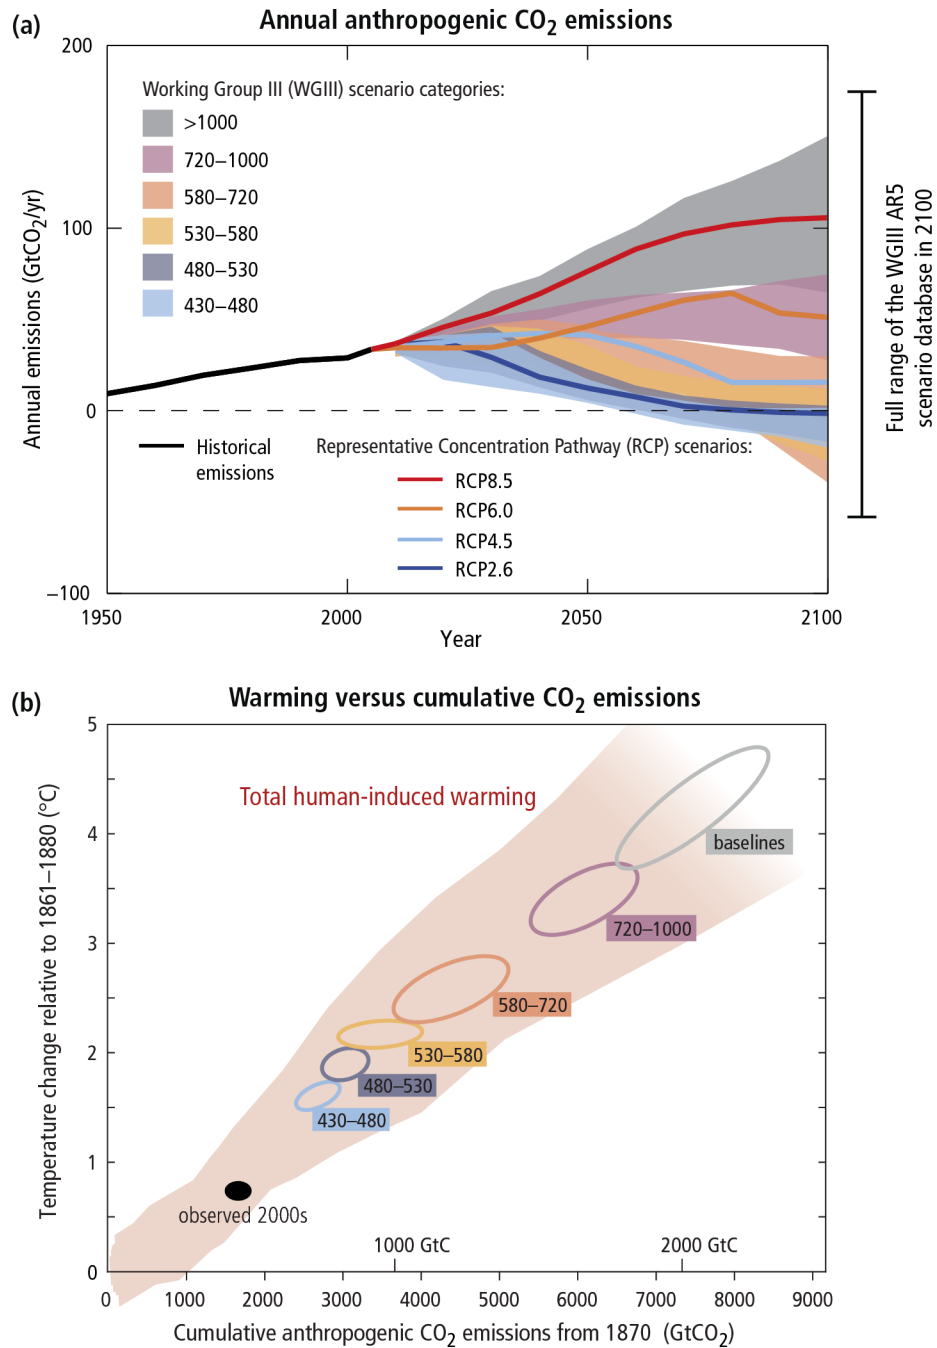 (a)
Annual anthropogenic CO2 emissions
200
100
0
−100
Annual emissions (GtCO2/yr)
Working Group III (WGIII) scenario categories:
>1000
720–1000
580–720
530–580
480–530
430–480
Historical
emissions
Representative Concentration Pathway (RCP) scenarios:
RCP8.5
RCP6.0
RCP4.5
RCP2.6
1950
2000
2050
2100
Year
Full range of the WGIII AR5
scenario database in 2100
(b)
Warming versus cumulative CO2 emissions
5
4
3
2
1
0
Temperature change relative to 1861–1880 (°C)
Total human-induced warming
baselines
720–1000
580–720
530–580
480–530
430–480
observed 2000s
1000 GtC
2000 GtC
0
1000
2000
3000
4000
5000
6000
7000
8000
9000
Cumulative anthropogenic CO2 emissions from 1870 (GtCO2)